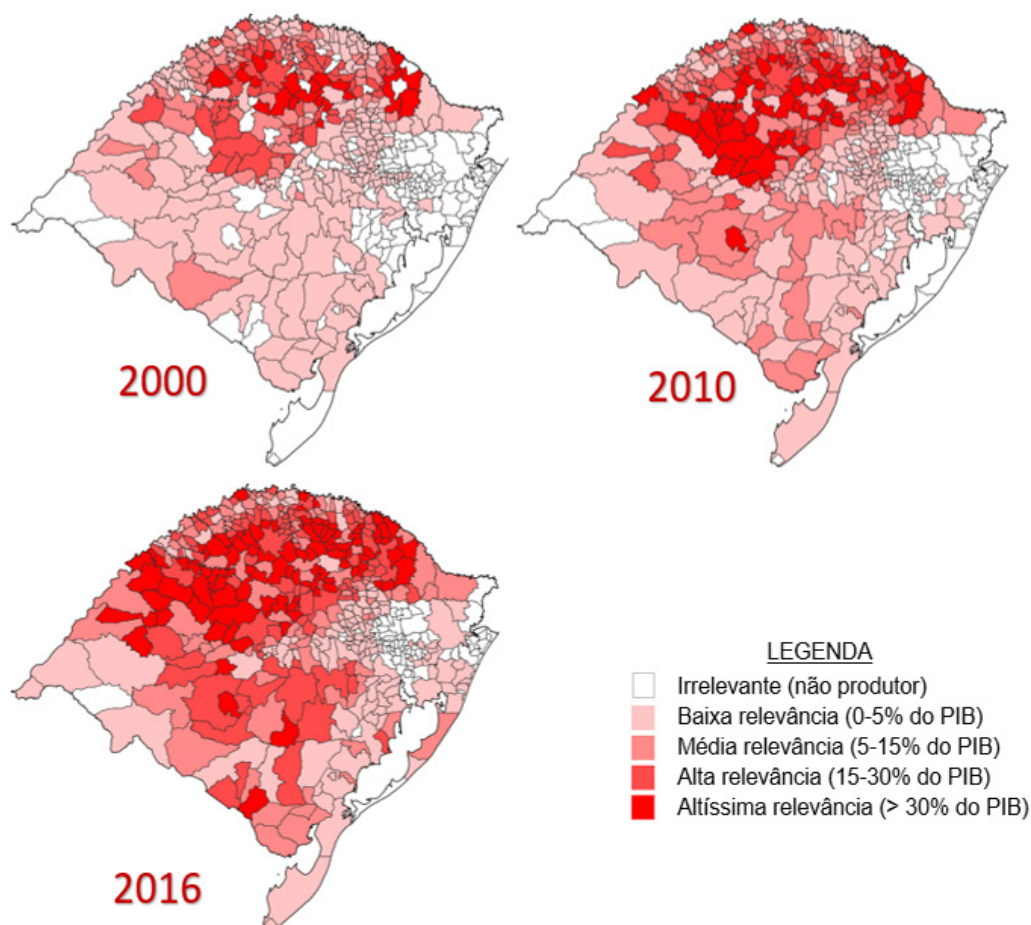 2000
2010
2016
LEGENDA
Irrelevante (não produtor)
Baixa relevância (0-5% do PIB)
Média relevância (5-15% do PIB)
Alta relevância (15-30% do PIB)
Altíssima relevância (> 30% do PIB)